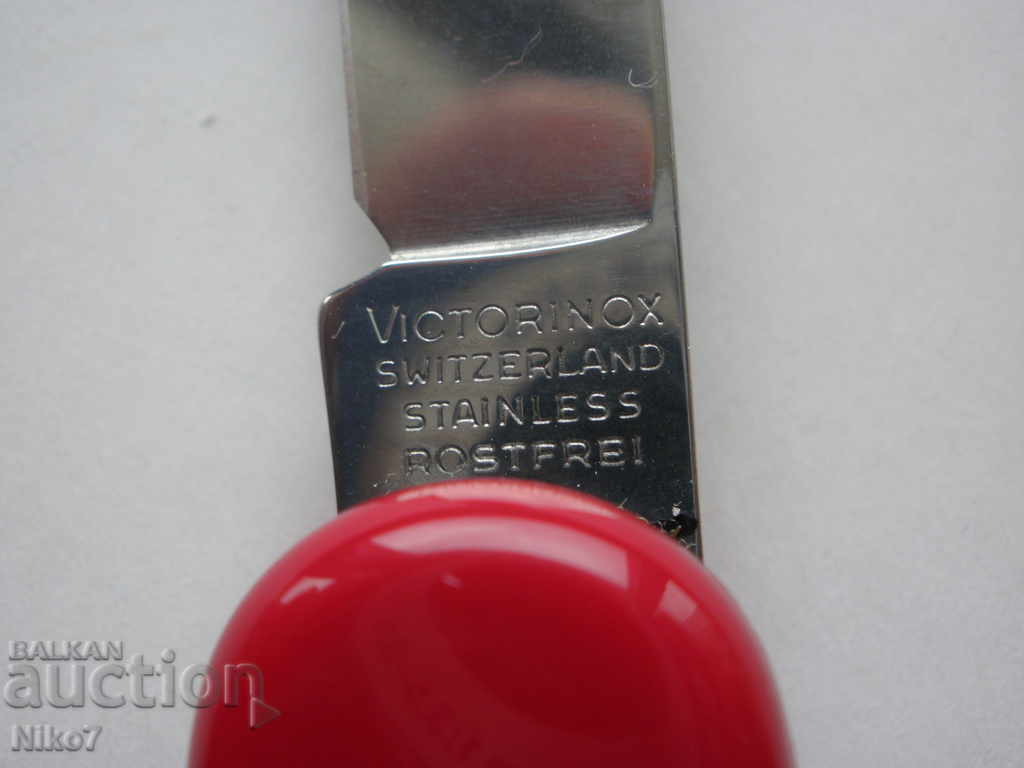 VICTORINOX
SWITZERLAND
STAINLESS
ROSTFREI
BALKAN
auction
Niko7